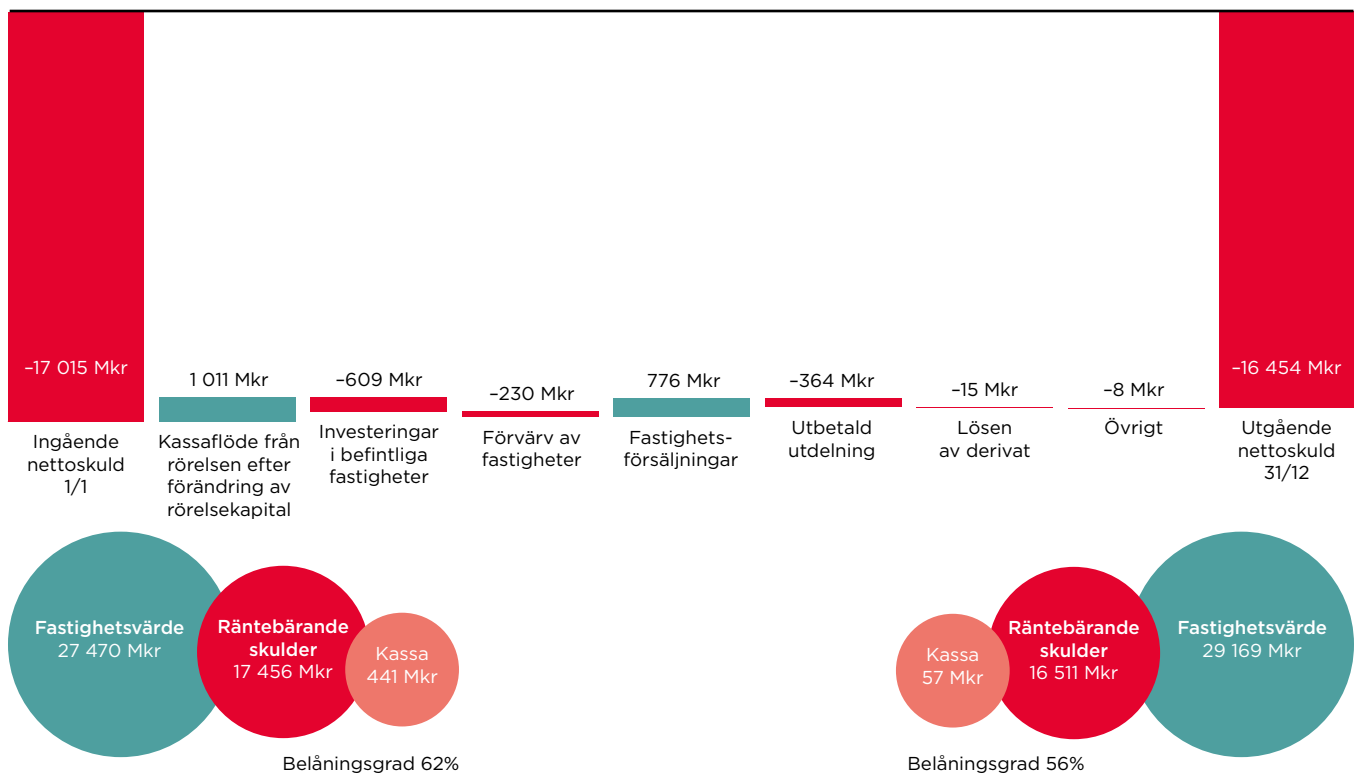 –17 015 Mkr
Ingående
nettoskuld
1/1
1 011 Mkr
Kassaflöde från
rörelsen efter
förändring av
rörelsekapital
–609 Mkr
Investeringar
i befintliga
fastigheter
–230 Mkr
Förvärv av
fastigheter
776 Mkr
Fastighets-
försäljningar
–364 Mkr
Utbetald
utdelning
–15 Mkr
Lösen
av derivat
–8 Mkr
Övrigt
–16 454 Mkr
Utgående
nettoskuld
31/12
Fastighetsvärde
27 470 Mkr
Räntebärande
skulder
17 456 Mkr
Kassa
441 Mkr
Belåningsgrad 62%
Kassa
57 Mkr
Räntebärande
skulder
16 511 Mkr
Fastighetsvärde
29 169 Mkr
Belåningsgrad 56%